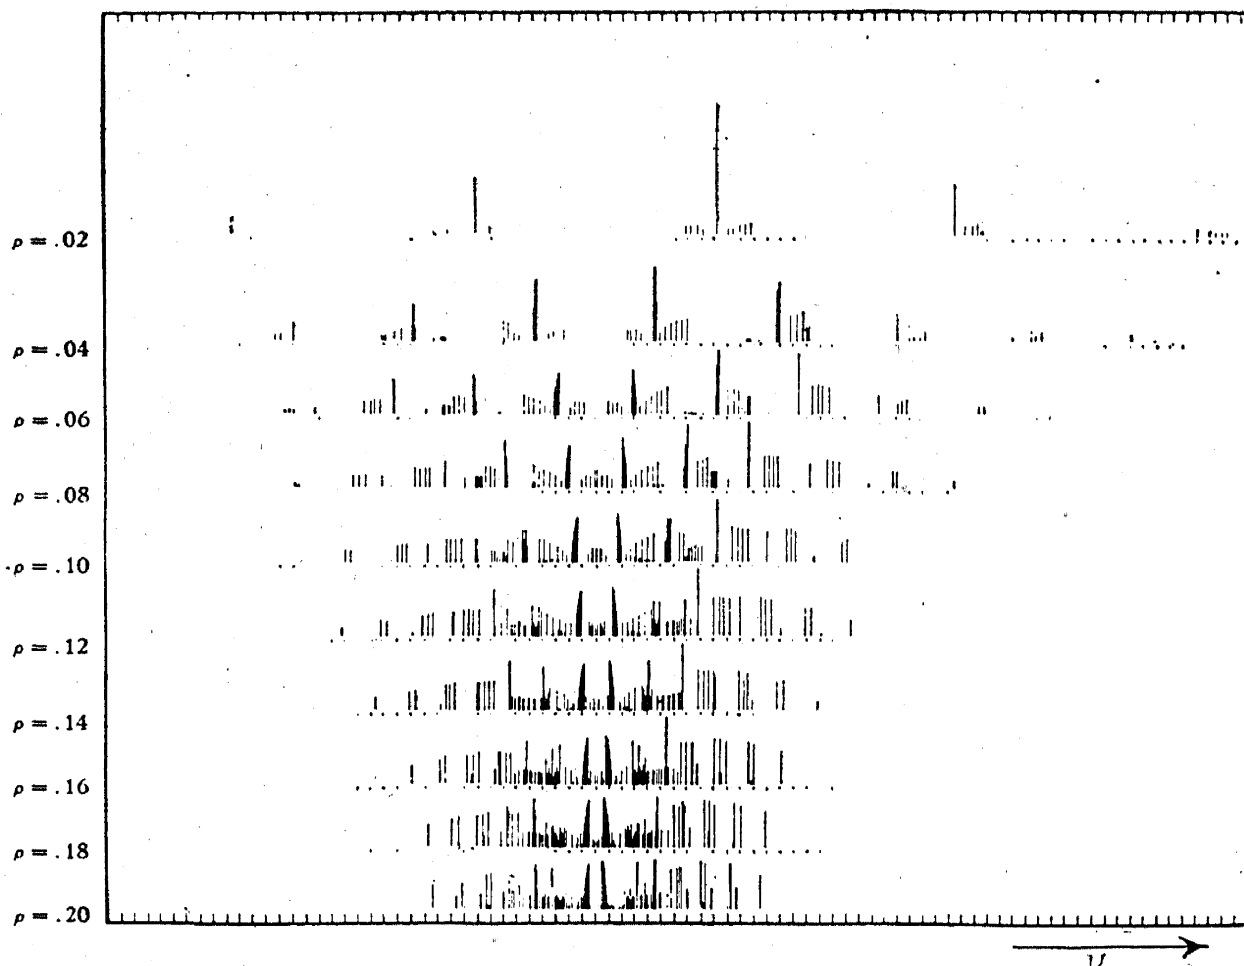 ρ = .02
ρ = .04
ρ = .06
ρ = .08
ρ = .10
ρ = .12
ρ = .14
ρ = .16
ρ = .18
ρ = .20